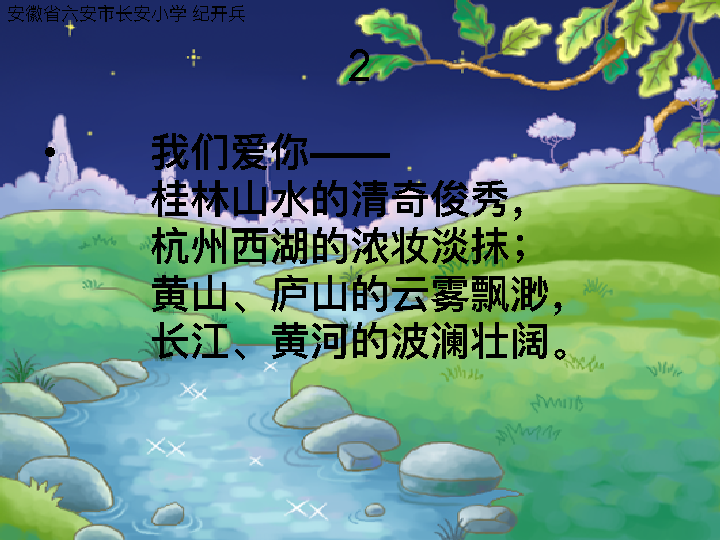 安徽省六安市长安小学 纪开兵
2
• 我们爱你——
桂林山水的清奇俊秀，
杭州西湖的浓妆淡抹；
黄山、庐山的云雾飘渺，
长江、黄河的波澜壮阔。